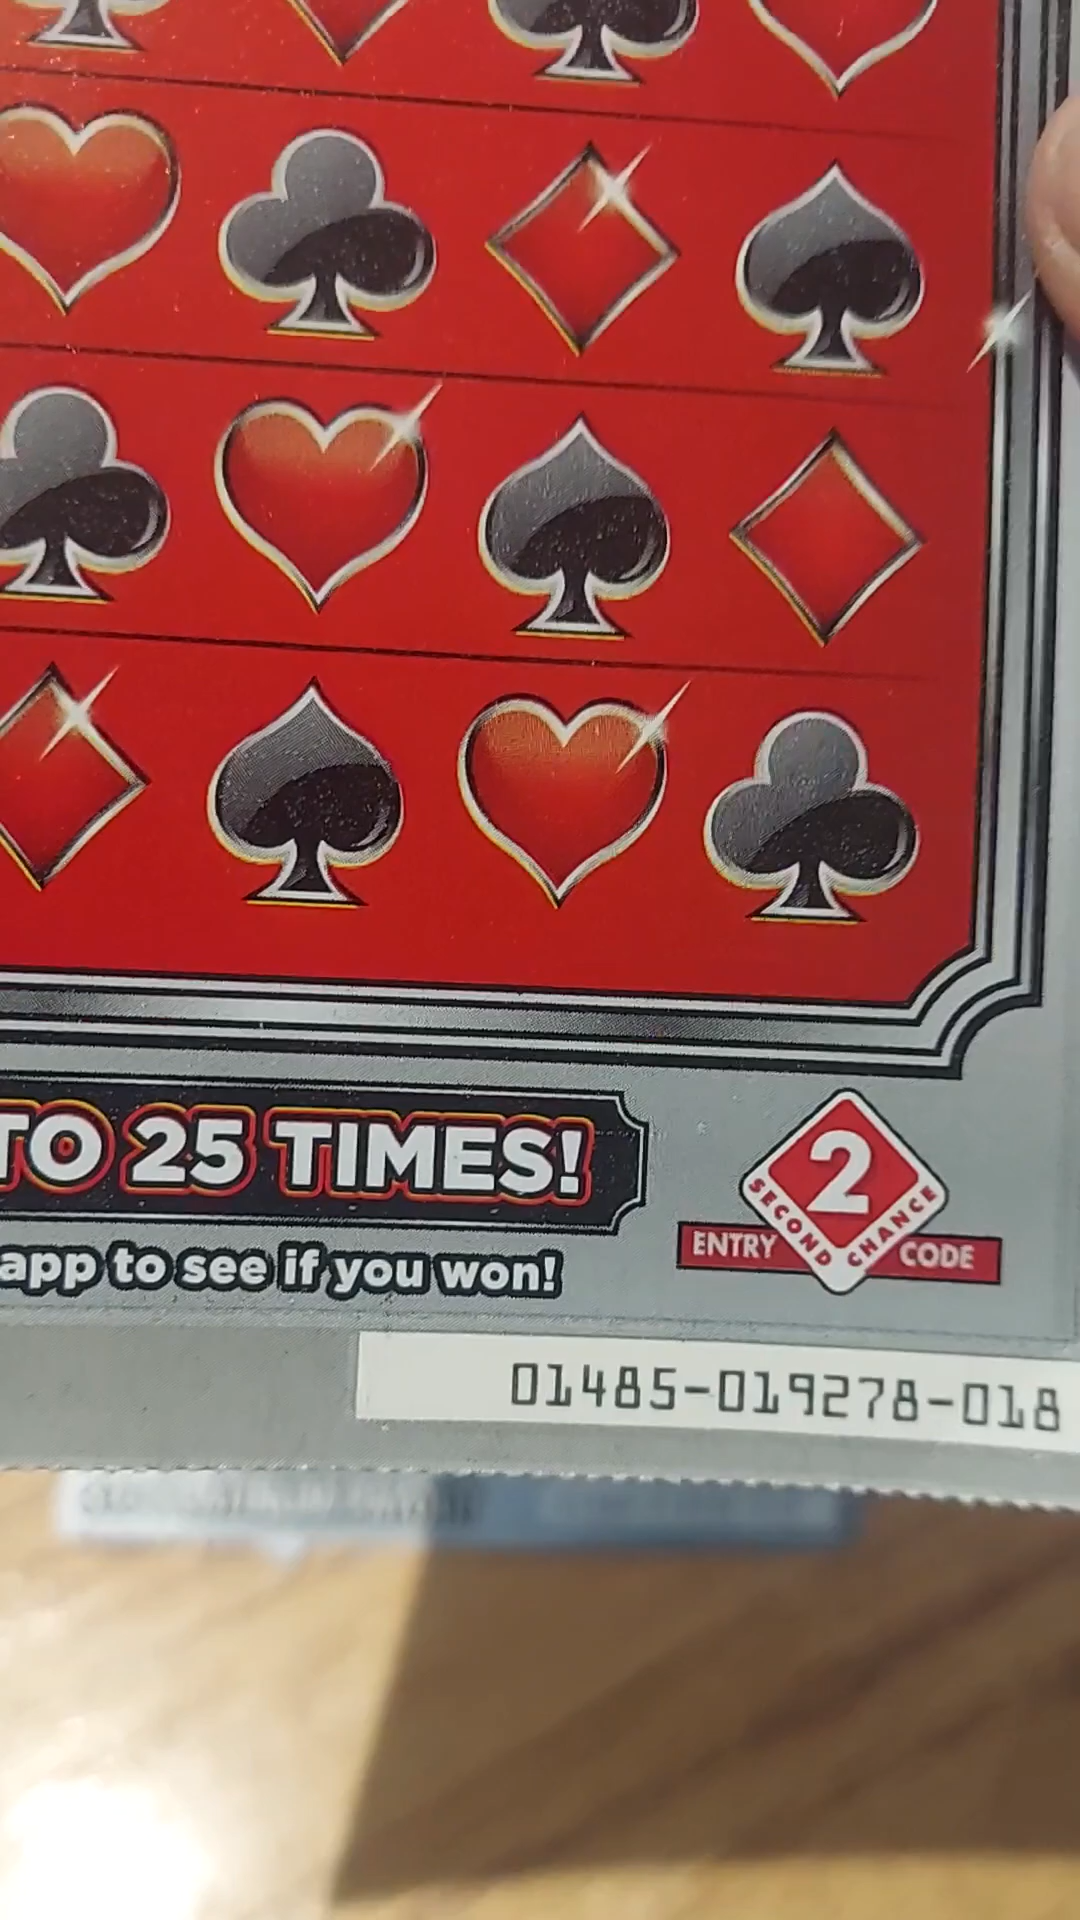 TO 25 TIMES!
app to see if you won!
2
SECOND CHANCE
ENTRY CODE
01485-019278-018